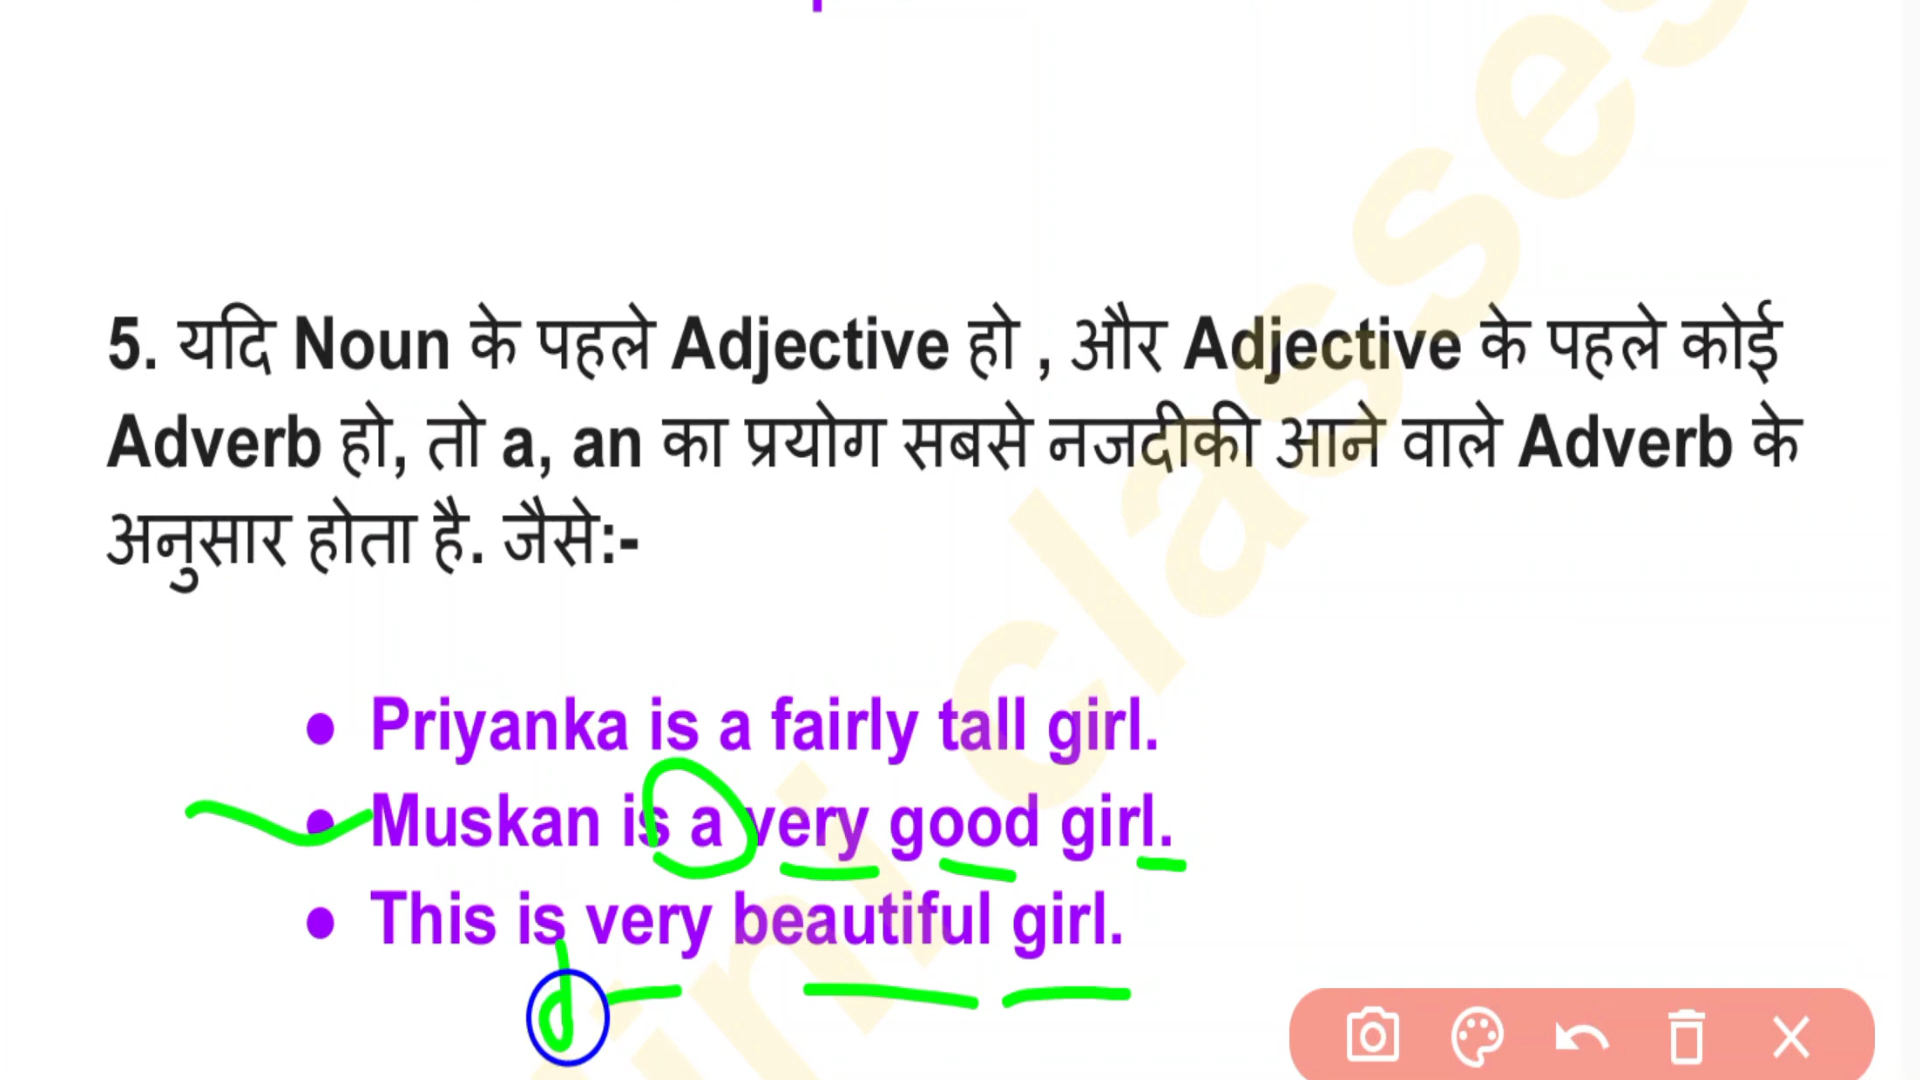 5. यदि Noun के पहले Adjective हो , और Adjective के पहले कोई
Adverb हो, तो a, an का प्रयोग सबसे नजदीकी आने वाले Adverb के
अनुसार होता है. जैसे:-
● Priyanka is a fairly tall girl.
● Muskan is a very good girl.
● This is very beautiful girl.
classes